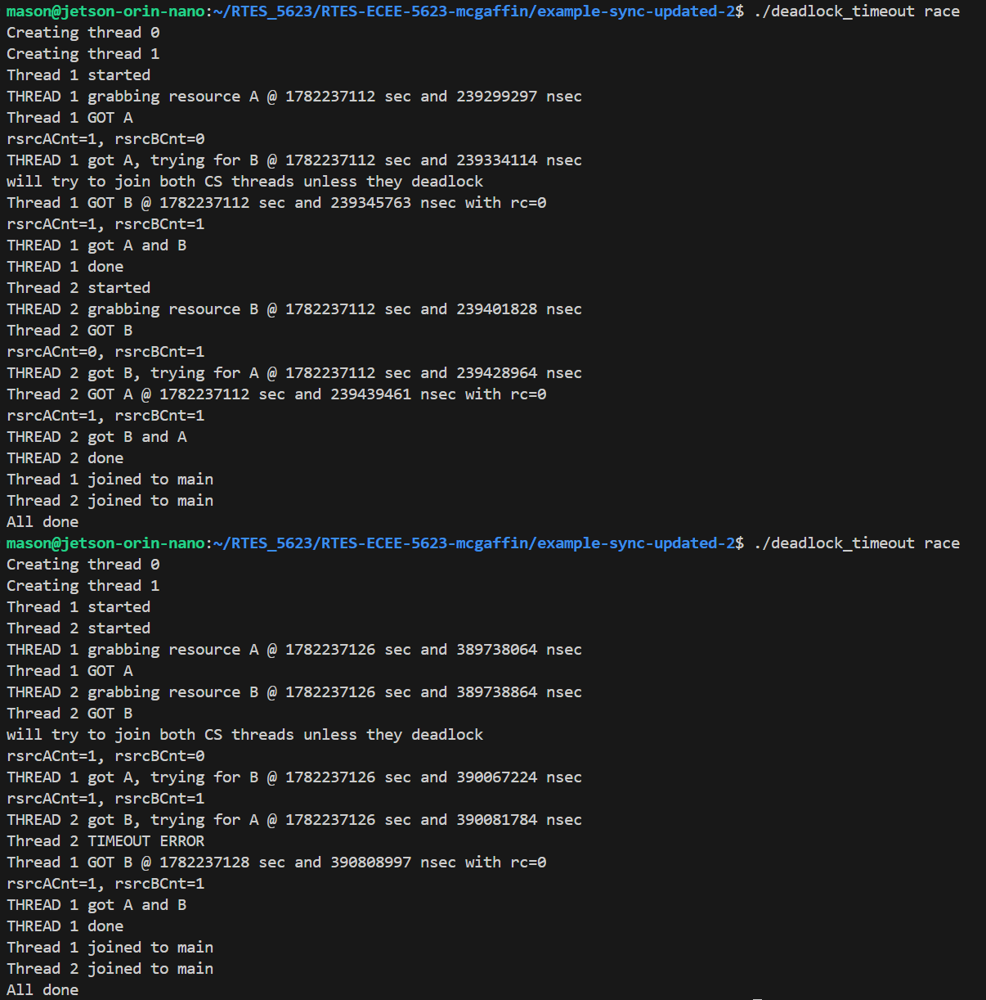 mason@jetson-orin-nano:~/RTES_5623/RTES-ECEE-5623-mcgaffin/example-sync-updated-2$ ./deadlock_timeout race
Creating thread 0
Creating thread 1
Thread 1 started
THREAD 1 grabbing resource A @ 1782237112 sec and 239299297 nsec
Thread 1 GOT A
rsrcACnt=1, rsrcBCnt=0
THREAD 1 got A, trying for B @ 1782237112 sec and 239334114 nsec
will try to join both CS threads unless they deadlock
Thread 1 GOT B @ 1782237112 sec and 239345763 nsec with rc=0
rsrcACnt=1, rsrcBCnt=1
THREAD 1 got A and B
THREAD 1 done
Thread 2 started
THREAD 2 grabbing resource B @ 1782237112 sec and 239401828 nsec
Thread 2 GOT B
rsrcACnt=0, rsrcBCnt=1
THREAD 2 got B, trying for A @ 1782237112 sec and 239428964 nsec
Thread 2 GOT A @ 1782237112 sec and 239439461 nsec with rc=0
rsrcACnt=1, rsrcBCnt=1
THREAD 2 got B and A
THREAD 2 done
Thread 1 joined to main
Thread 2 joined to main
All done
mason@jetson-orin-nano:~/RTES_5623/RTES-ECEE-5623-mcgaffin/example-sync-updated-2$ ./deadlock_timeout race
Creating thread 0
Creating thread 1
Thread 1 started
Thread 2 started
THREAD 1 grabbing resource A @ 1782237126 sec and 389738064 nsec
Thread 1 GOT A
THREAD 2 grabbing resource B @ 1782237126 sec and 389738864 nsec
Thread 2 GOT B
will try to join both CS threads unless they deadlock
rsrcACnt=1, rsrcBCnt=0
THREAD 1 got A, trying for B @ 1782237126 sec and 390067224 nsec
rsrcACnt=1, rsrcBCnt=1
THREAD 2 got B, trying for A @ 1782237126 sec and 390081784 nsec
Thread 2 TIMEOUT ERROR
Thread 1 GOT B @ 1782237128 sec and 390808997 nsec with rc=0
rsrcACnt=1, rsrcBCnt=1
THREAD 1 got A and B
THREAD 1 done
Thread 1 joined to main
Thread 2 joined to main
All done